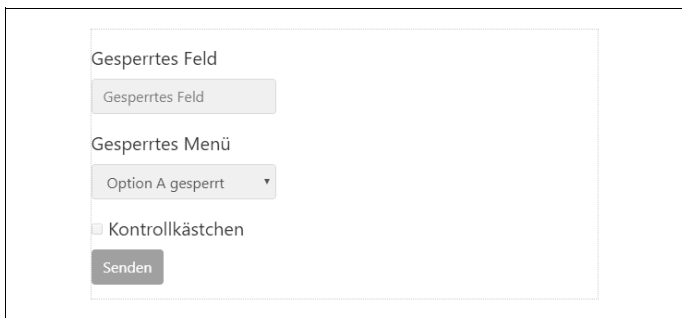 Gesperrtes Feld
Gesperrtes Feld
Gesperrtes Menü
Option A gesperrt
Kontrollkästchen
Senden